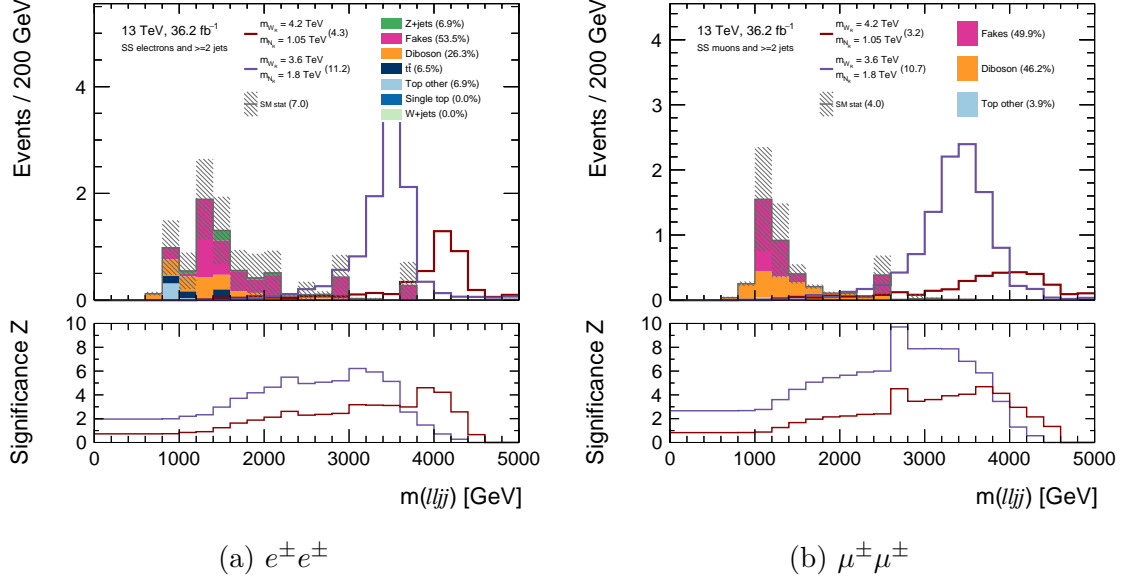 Events / 200 GeV
13 TeV, 36.2 fb⁻¹
SS electrons and >=2 jets
m_{W_R} = 4.2 TeV
m_{N_R} = 1.05 TeV (4.3)
m_{W_R} = 3.6 TeV
m_{N_R} = 1.8 TeV (11.2)
SM stat (7.0)
Z+jets (6.9%)
Fakes (53.5%)
Diboson (26.3%)
tt̄ (6.5%)
Top other (6.9%)
Single top (0.0%)
W+jets (0.0%)
4
2
0
Significance Z
10
8
6
4
2
0
0 1000 2000 3000 4000 5000
m(lljj) [GeV]
(a) e±e±
Events / 200 GeV
13 TeV, 36.2 fb⁻¹
SS muons and >=2 jets
m_{W_R} = 4.2 TeV
m_{N_R} = 1.05 TeV (3.2)
m_{W_R} = 3.6 TeV
m_{N_R} = 1.8 TeV (10.7)
SM stat (4.0)
Fakes (49.9%)
Diboson (46.2%)
Top other (3.9%)
4
2
0
Significance Z
10
8
6
4
2
0
0 1000 2000 3000 4000 5000
m(lljj) [GeV]
(b) μ±μ±